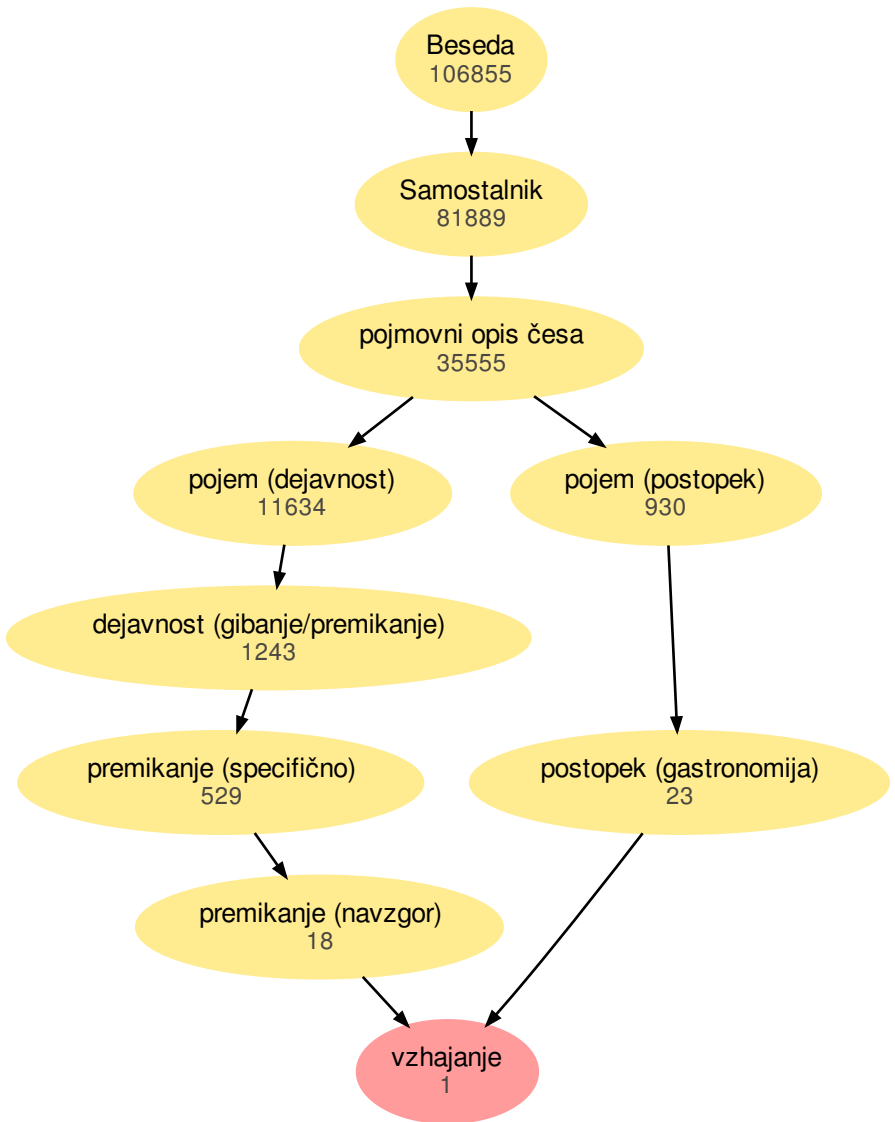 Beseda
106855
Samostalnik
81889
pojmovni opis česa
35555
pojem (dejavnost)
11634
pojem (postopek)
930
dejavnost (gibanje/premikanje)
1243
premikanje (specifično)
529
postopek (gastronomija)
23
premikanje (navzgor)
18
vzhajanje
1